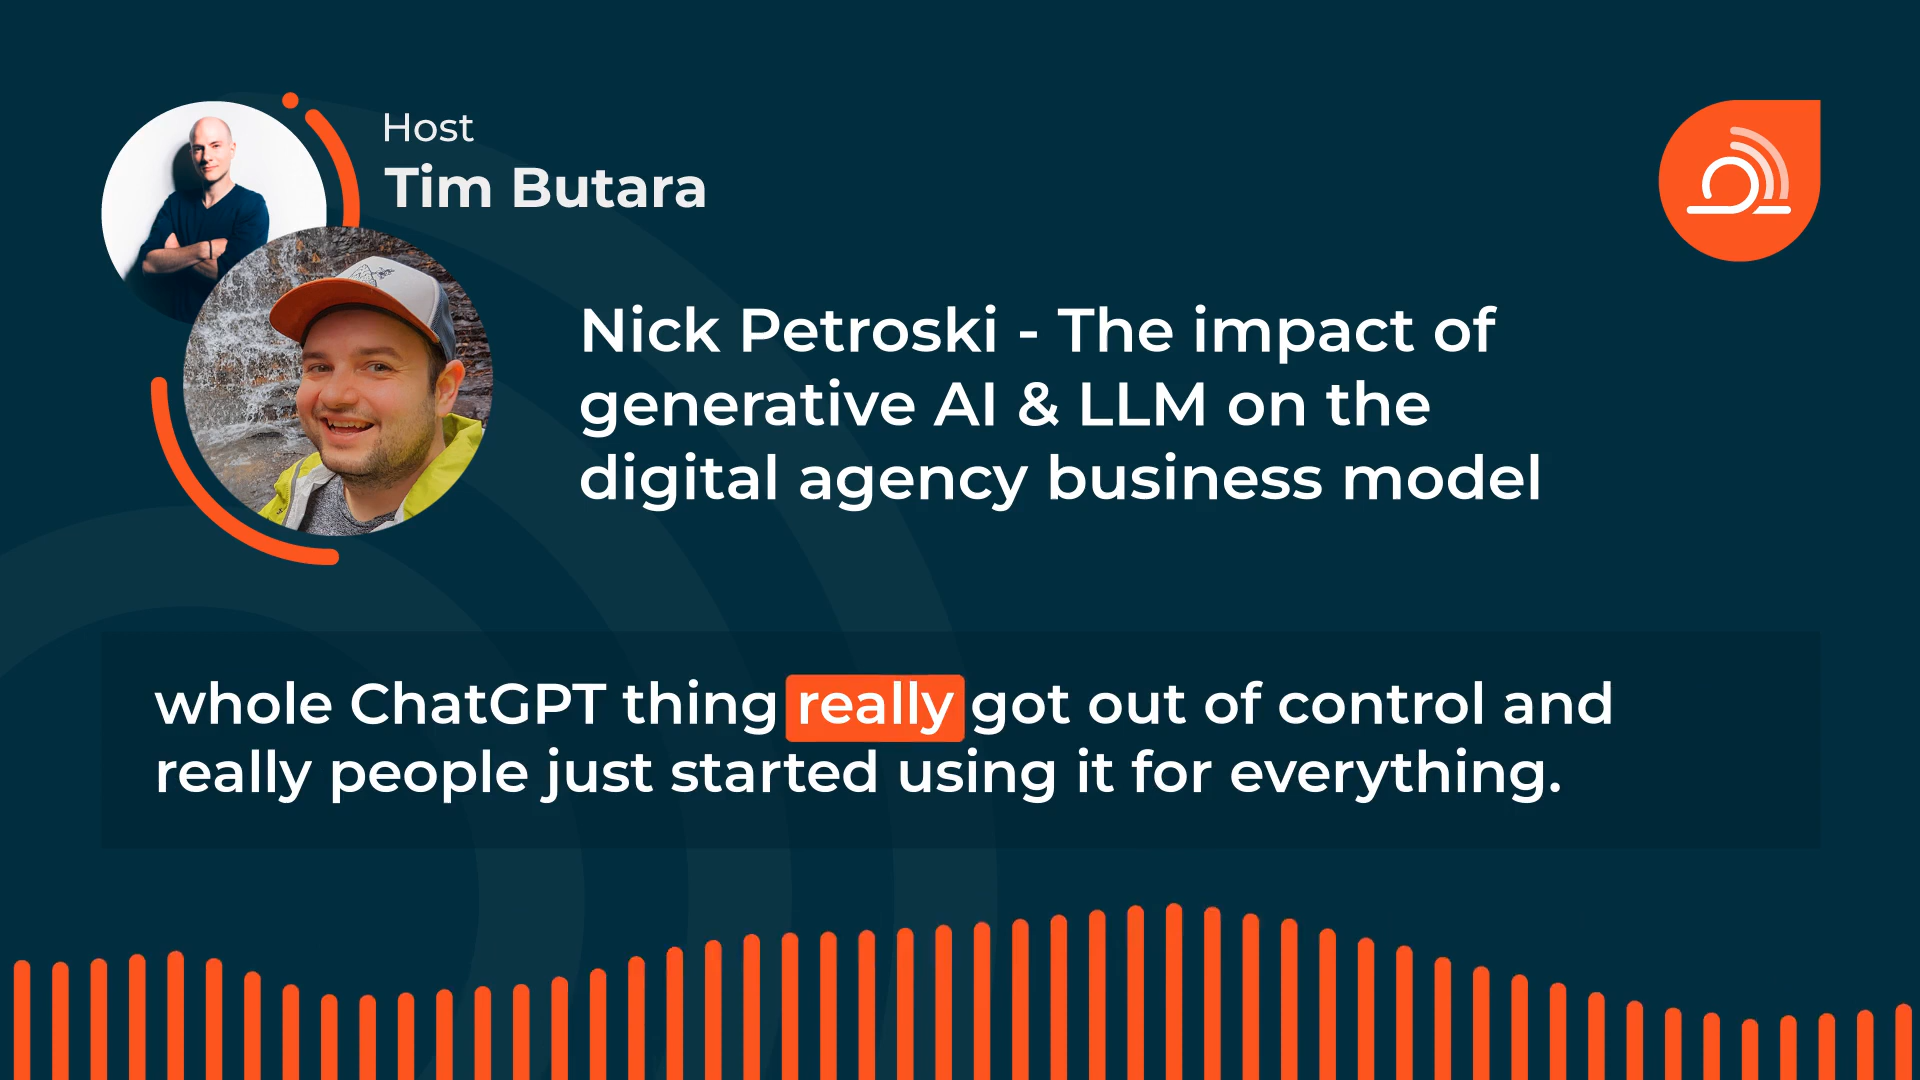 Host
Tim Butara
Nick Petroski - The impact of
generative AI & LLM on the
digital agency business model
whole ChatGPT thing really got out of control and
really people just started using it for everything.